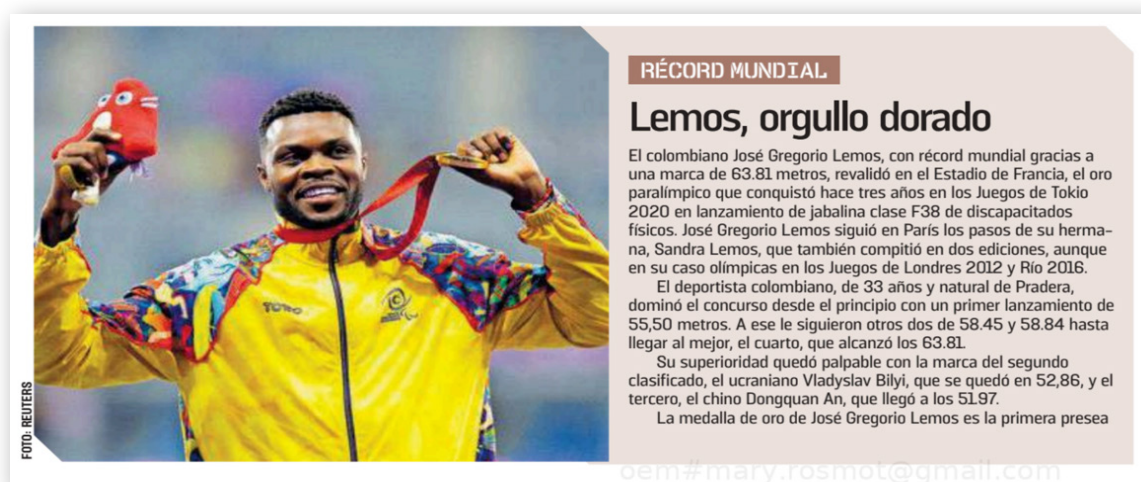 RÉCORD MUNDIAL
Lemos, orgullo dorado
El colombiano José Gregorio Lemos, con récord mundial gracias a
una marca de 63.81 metros, revalidó en el Estadio de Francia, el oro
paralímpico que conquistó hace tres años en los Juegos de Tokio
2020 en lanzamiento de jabalina clase F38 de discapacitados
físicos. José Gregorio Lemos siguió en París los pasos de su herma-
na, Sandra Lemos, que también compitió en dos ediciones, aunque
en su caso olímpicas en los Juegos de Londres 2012 y Río 2016.
El deportista colombiano, de 33 años y natural de Pradera,
dominó el concurso desde el principio con un primer lanzamiento de
55,50 metros. A ese le siguieron otros dos de 58.45 y 58.84 hasta
llegar al mejor, el cuarto, que alcanzó los 63.81.
Su superioridad quedó palpable con la marca del segundo
clasificado, el ucraniano Vladyslav Bilyi, que se quedó en 52,86, y el
tercero, el chino Dongquan An, que llegó a los 51.97.
La medalla de oro de José Gregorio Lemos es la primera presea
TORO
FOTO: REUTERS
oem#mary.rosmot@gmail.com